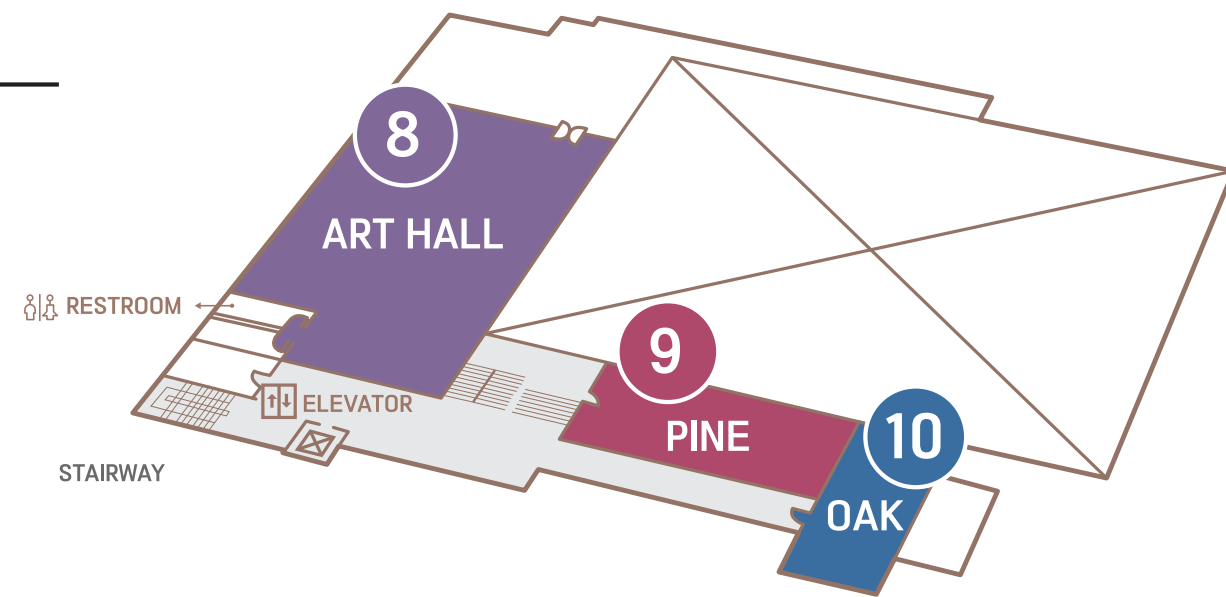 8
ART HALL
RESTROOM
9
ELEVATOR
PINE
10
STAIRWAY
OAK